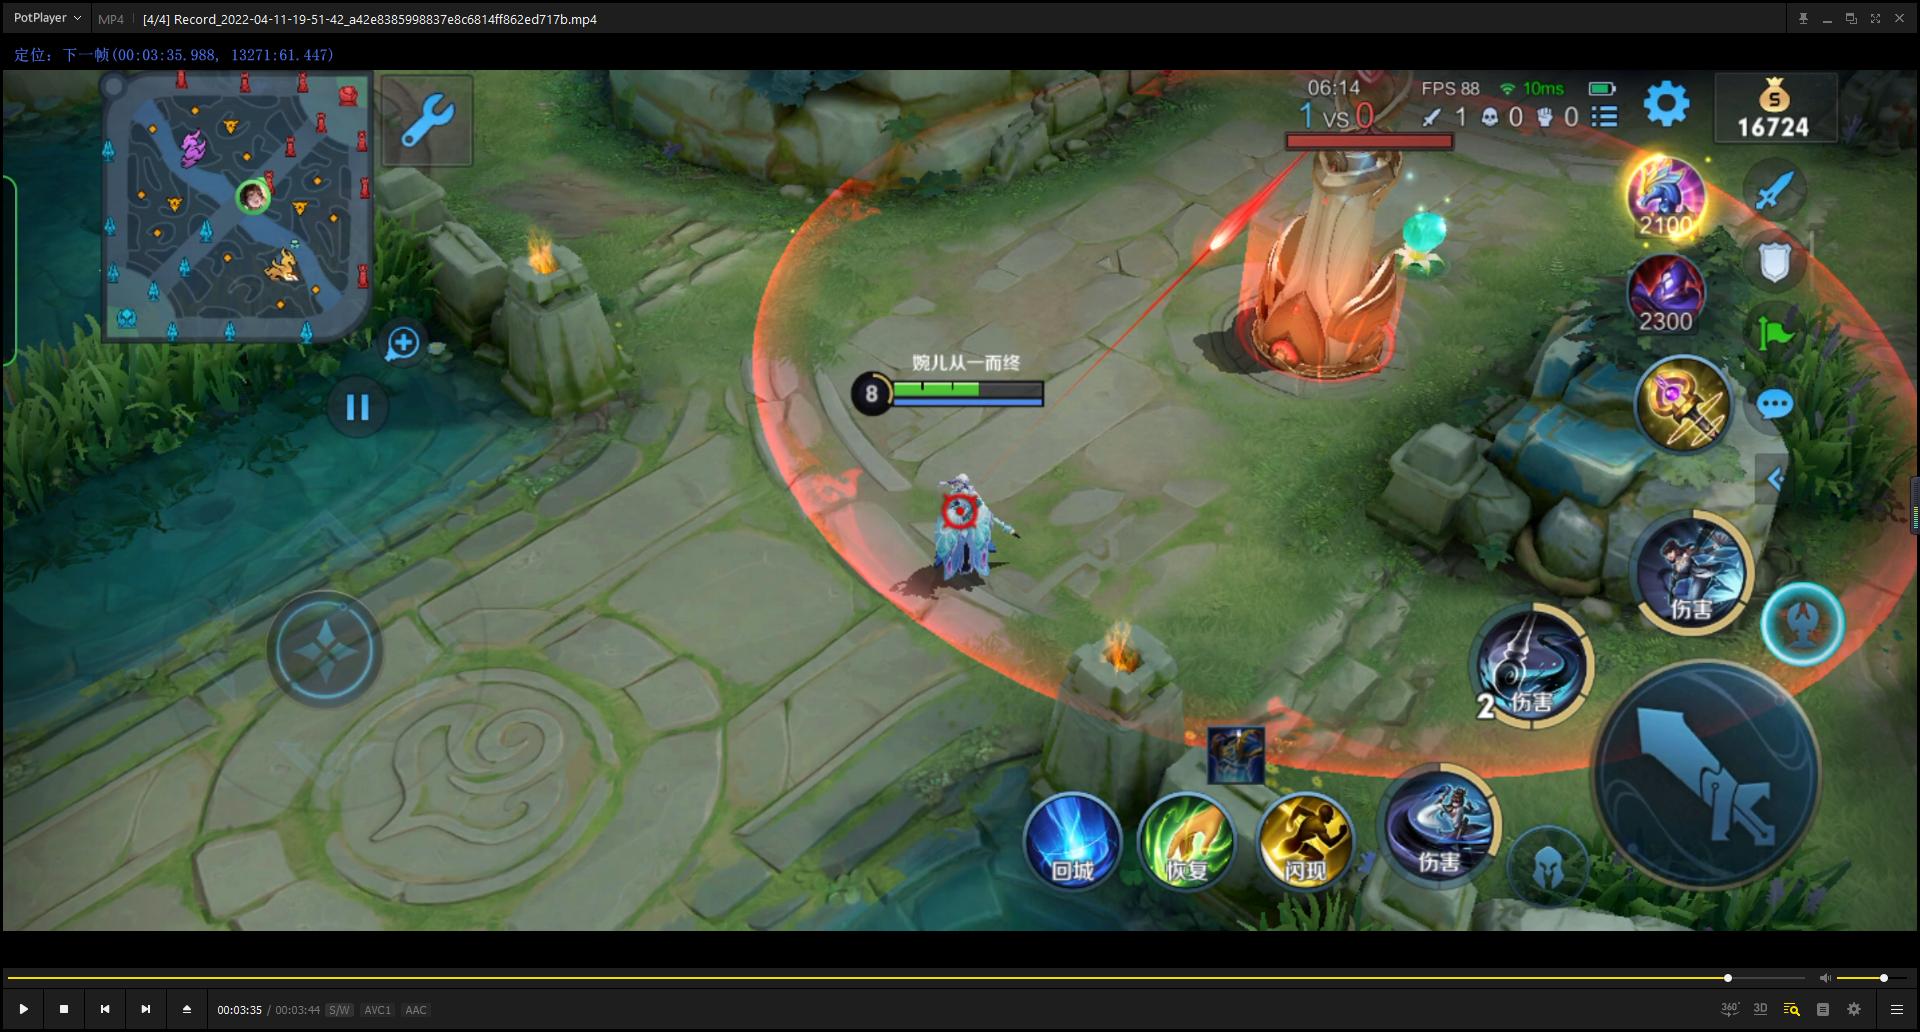 PotPlayer
MP4
[4/4] Record_2022-04-11-19-51-42_a42e8385998837e8c6814ff862ed717b.mp4
定位: 下一帧(00:03:35.988, 13271:61.447)
06:14
FPS 88
10ms
1 VS 0
1
0
0
16724
2100
2300
婉儿从一而终
8
伤害
2
伤害
伤害
回城
恢复
闪现
00:03:35 / 00:03:44
S/W
AVC1
AAC
360°
3D